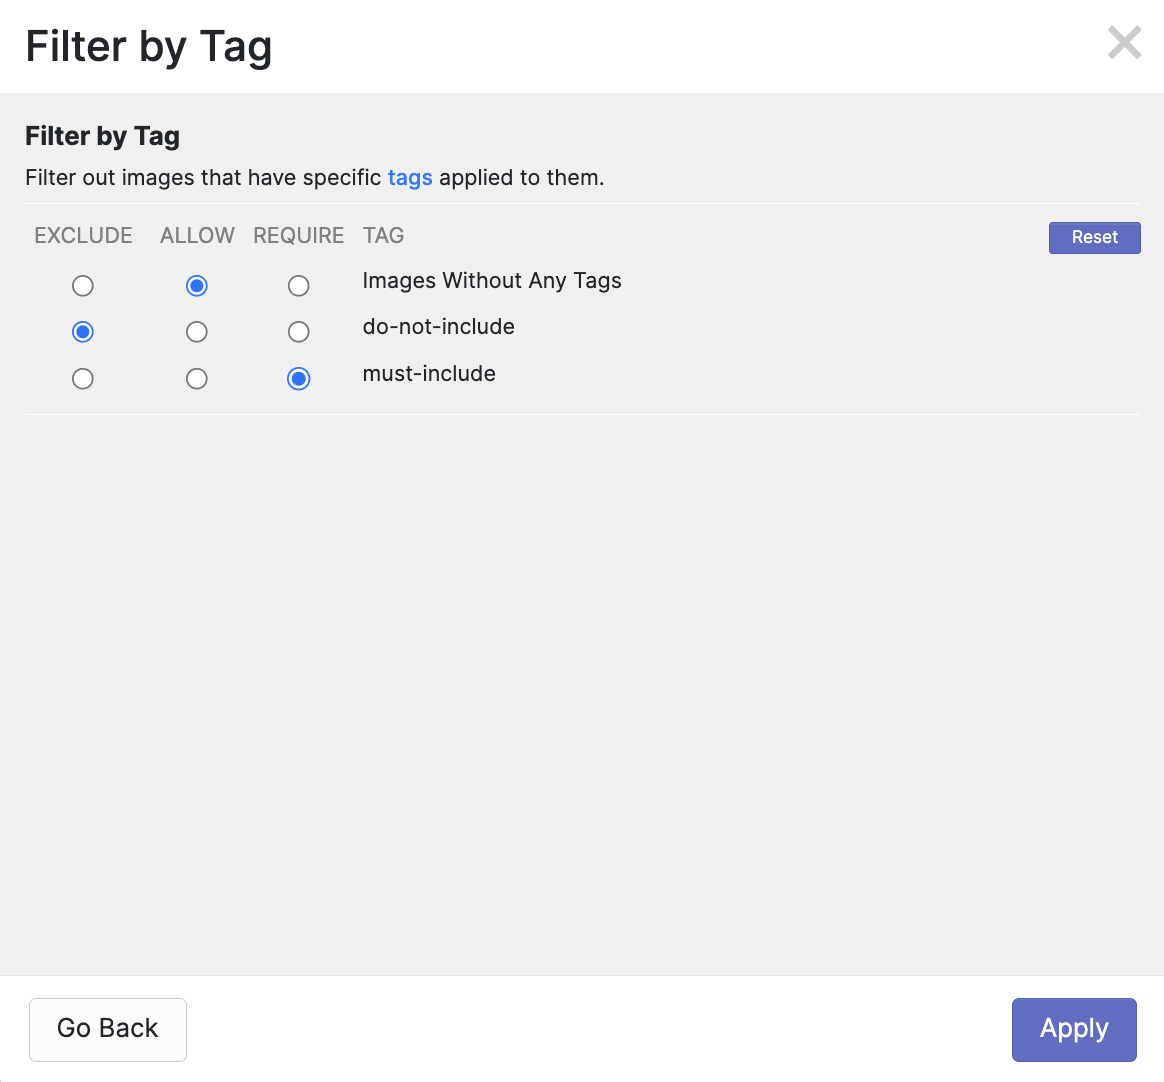 Filter by Tag
Filter by Tag
Filter out images that have specific tags applied to them.
EXCLUDE ALLOW REQUIRE TAG Reset
Images Without Any Tags
do-not-include
must-include
Go Back Apply